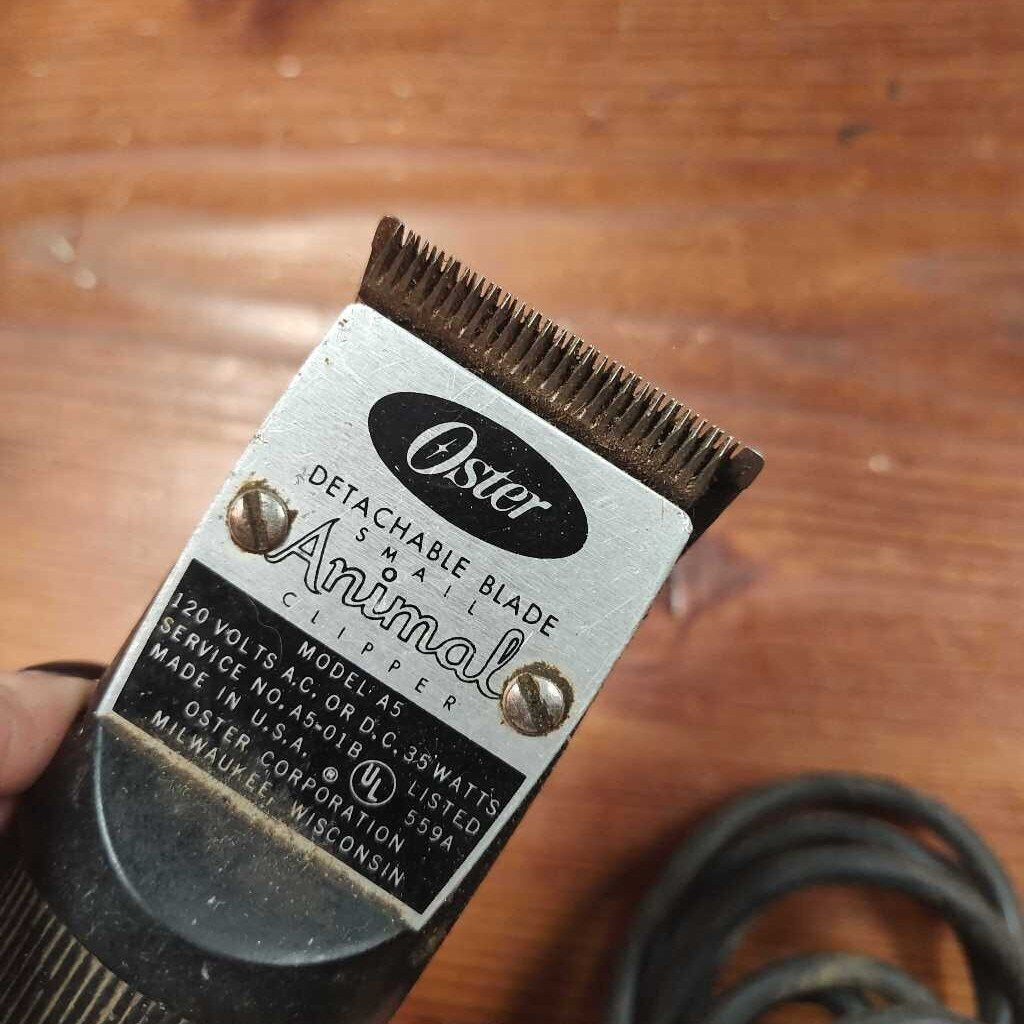 Oster
DETACHABLE BLADE
SMALL
Animal
CLIPPER
MODEL A5
120 VOLTS A.C. OR D.C. 35 WATTS
SERVICE NO. A5-01B UL LISTED
MADE IN U.S.A. 559A
OSTER ® CORPORATION
MILWAUKEE, WISCONSIN